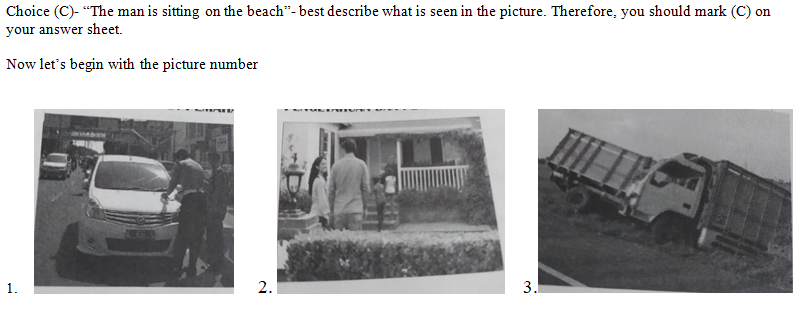 Choice (C)- “The man is sitting on the beach”- best describe what is seen in the picture. Therefore, you should mark (C) on
your answer sheet.
Now let’s begin with the picture number
1.
2.
3.